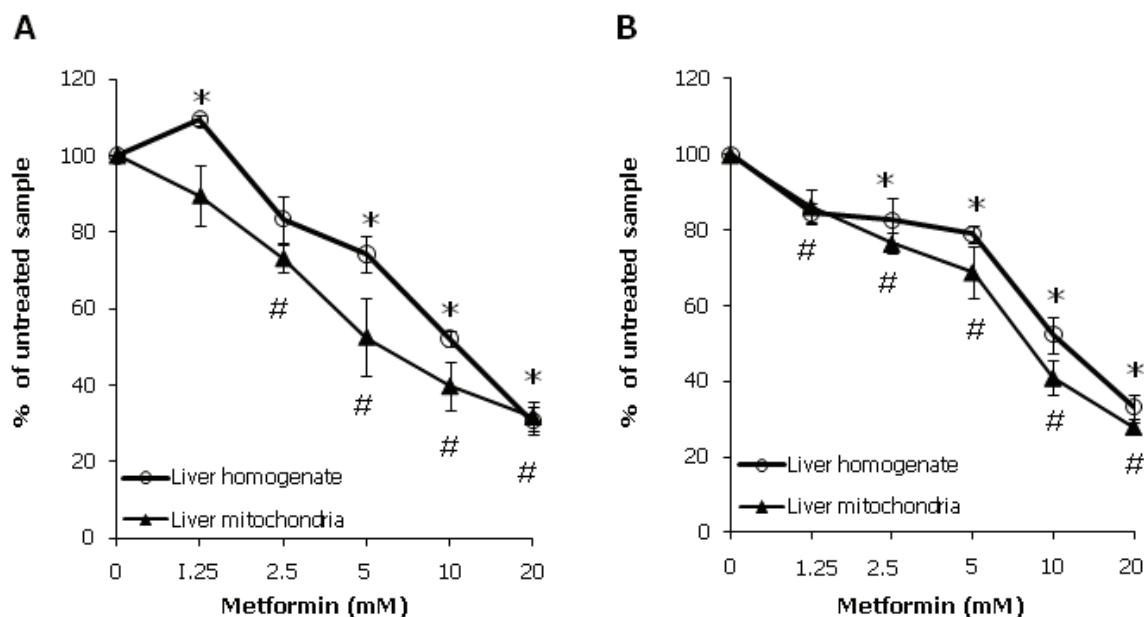 A
% of untreated sample
120
*
100
80
*
#
60
*
40
#
*
#
20
#
Liver homogenate
Liver mitochondria
0
0 1.25 2.5 5 10 20
Metformin (mM)
B
% of untreated sample
120
100
*
*
80
#
#
60
*
#
40
*
#
20
#
Liver homogenate
Liver mitochondria
0
0 1.25 2.5 5 10 20
Metformin (mM)